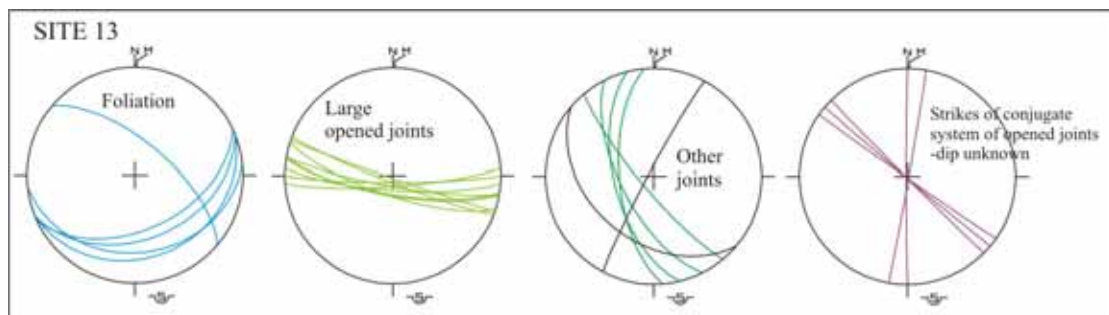 SITE 13
N M
Foliation
S
N M
Large
opened joints
S
N M
Other
joints
S
N M
Strikes of conjugate
system of opened joints
-dip unknown
S